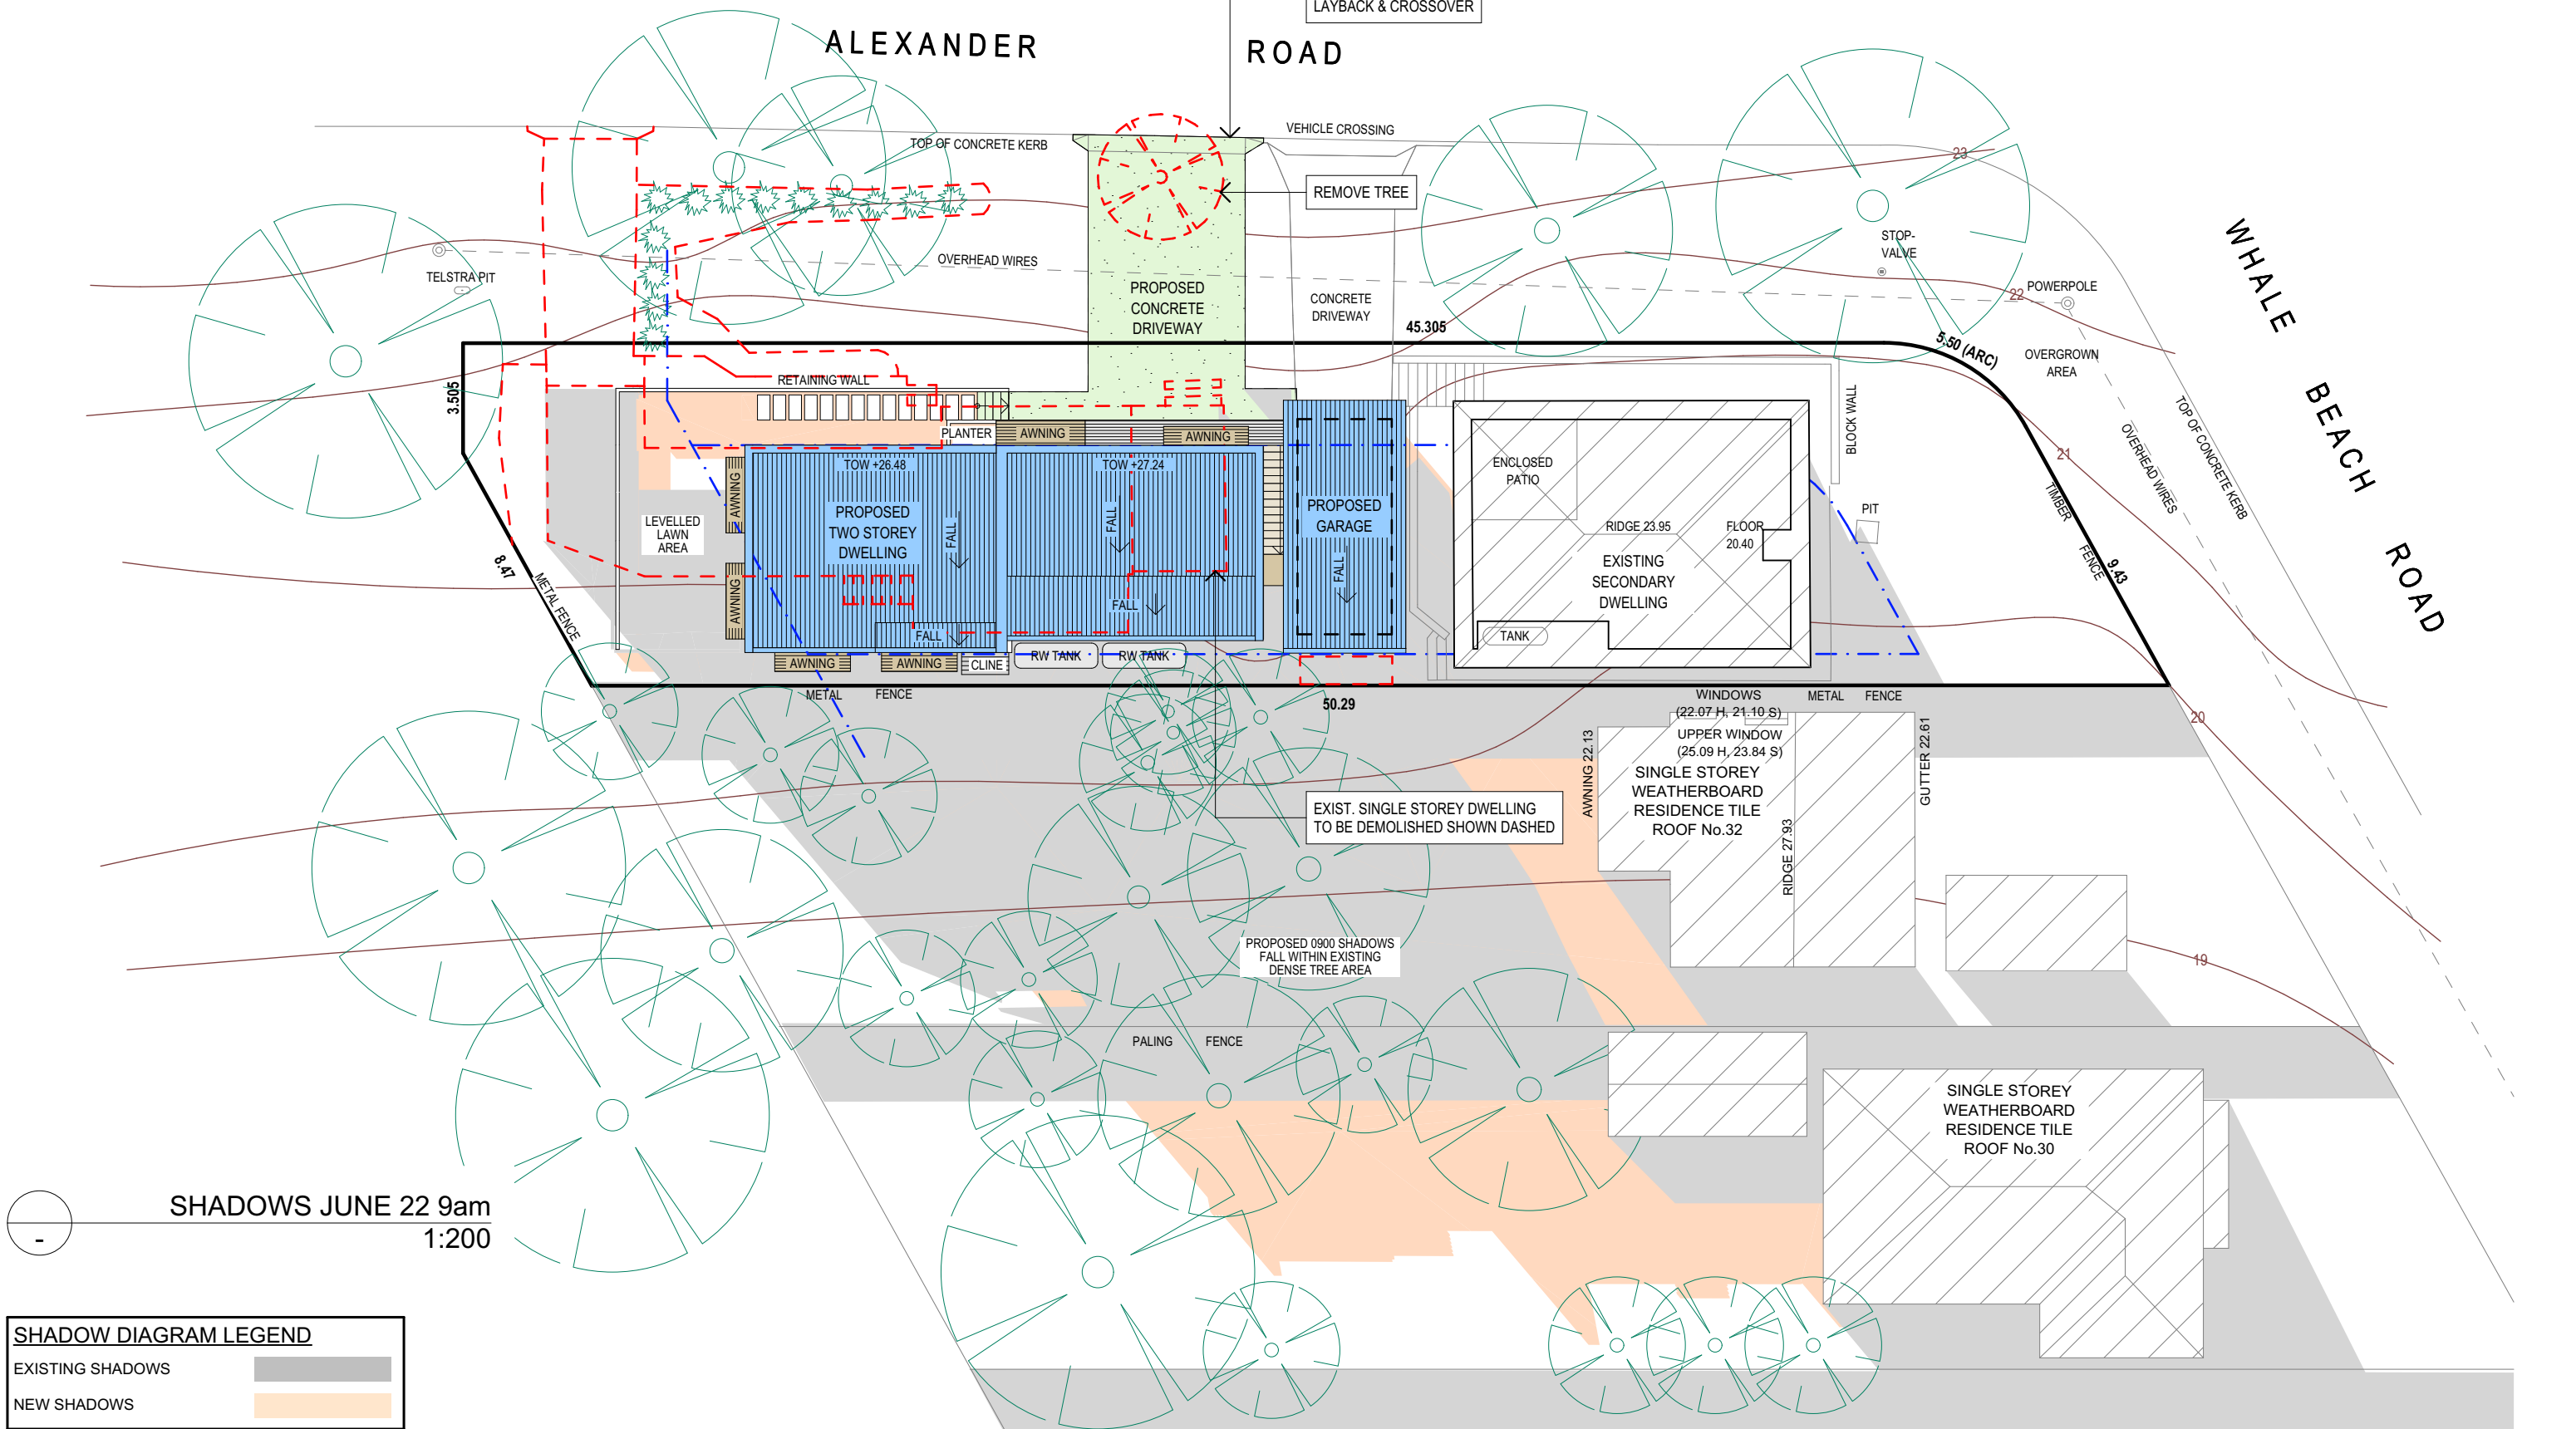 LAYBACK & CROSSOVER
ALEXANDER ROAD
VEHICLE CROSSING
TOP OF CONCRETE KERB
23
REMOVE TREE
WHALE BEACH ROAD
STOP-
VALVE
OVERHEAD WIRES
TELSTRA PIT
PROPOSED
CONCRETE
DRIVEWAY
CONCRETE
DRIVEWAY
22
POWERPOLE
45.305
5.50 (ARC)
OVERGROWN
AREA
3.505
RETAINING WALL
BLOCK WALL
TOP OF CONCRETE KERB
OVERHEAD WIRES
21
PLANTER
AWNING
AWNING
TOW +26.48
TOW +27.24
AWNING
ENCLOSED
PATIO
TIMBER
FENCE
PROPOSED
TWO STOREY
DWELLING
FALL
FALL
PROPOSED
GARAGE
FALL
RIDGE 23.95
FLOOR
20.40
PIT
LEVELLED
LAWN
AREA
EXISTING
SECONDARY
DWELLING
8.47
METAL FENCE
9.43
AWNING
FALL
FALL
TANK
AWNING
AWNING
CLINE
RW TANK
RW TANK
METAL FENCE
50.29
WINDOWS
(22.07 H, 21.10 S)
METAL FENCE
20
UPPER WINDOW
(25.09 H, 23.84 S)
AWNING 22.13
GUTTER 22.61
SINGLE STOREY
WEATHERBOARD
RESIDENCE TILE
ROOF No.32
RIDGE 27.93
EXIST. SINGLE STOREY DWELLING
TO BE DEMOLISHED SHOWN DASHED
PROPOSED 0900 SHADOWS
FALL WITHIN EXISTING
DENSE TREE AREA
19
PALING FENCE
SINGLE STOREY
WEATHERBOARD
RESIDENCE TILE
ROOF No.30
SHADOWS JUNE 22 9am
-
1:200
SHADOW DIAGRAM LEGEND
EXISTING SHADOWS
NEW SHADOWS